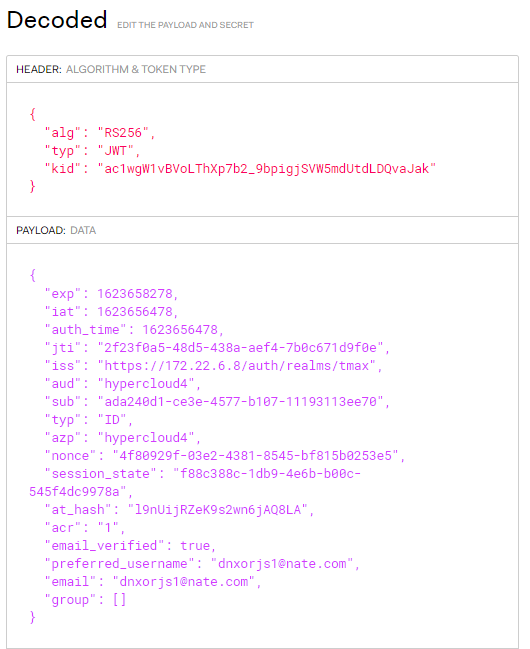 Decoded EDIT THE PAYLOAD AND SECRET
HEADER: ALGORITHM & TOKEN TYPE
{
"alg": "RS256",
"typ": "JWT",
"kid": "ac1wgW1vBVoLThXp7b2_9bpigjSVW5mdUtdLDQvaJak"
}
PAYLOAD: DATA
{
"exp": 1623658278,
"iat": 1623656478,
"auth_time": 1623656478,
"jti": "2f23f0a5-48d5-438a-aef4-7b0c671d9f0e",
"iss": "https://172.22.6.8/auth/realms/tmax",
"aud": "hypercloud4",
"sub": "ada240d1-ce3e-4577-b107-11193113ee70",
"typ": "ID",
"azp": "hypercloud4",
"nonce": "4f80929f-03e2-4381-8545-bf815b0253e5",
"session_state": "f88c388c-1db9-4e6b-b00c-
545f4dc9978a",
"at_hash": "l9nUijRZeK9s2wn6jAQ8LA",
"acr": "1",
"email_verified": true,
"preferred_username": "dnxorjs1@nate.com",
"email": "dnxorjs1@nate.com",
"group": []
}